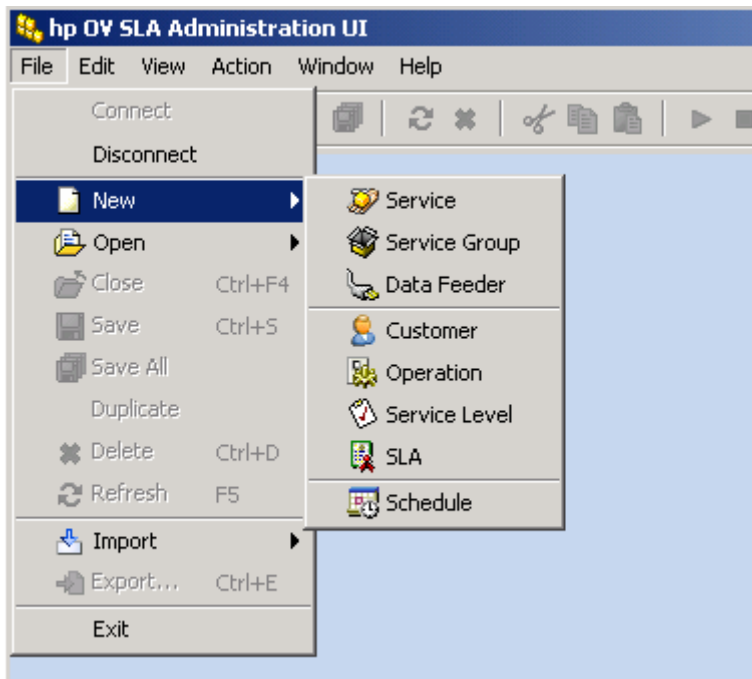 hp OV SLA Administration UI
File Edit View Action Window Help
Connect
Disconnect
New
Open
Close Ctrl+F4
Save Ctrl+S
Save All
Duplicate
Delete Ctrl+D
Refresh F5
Import
Export... Ctrl+E
Exit
Service
Service Group
Data Feeder
Customer
Operation
Service Level
SLA
Schedule